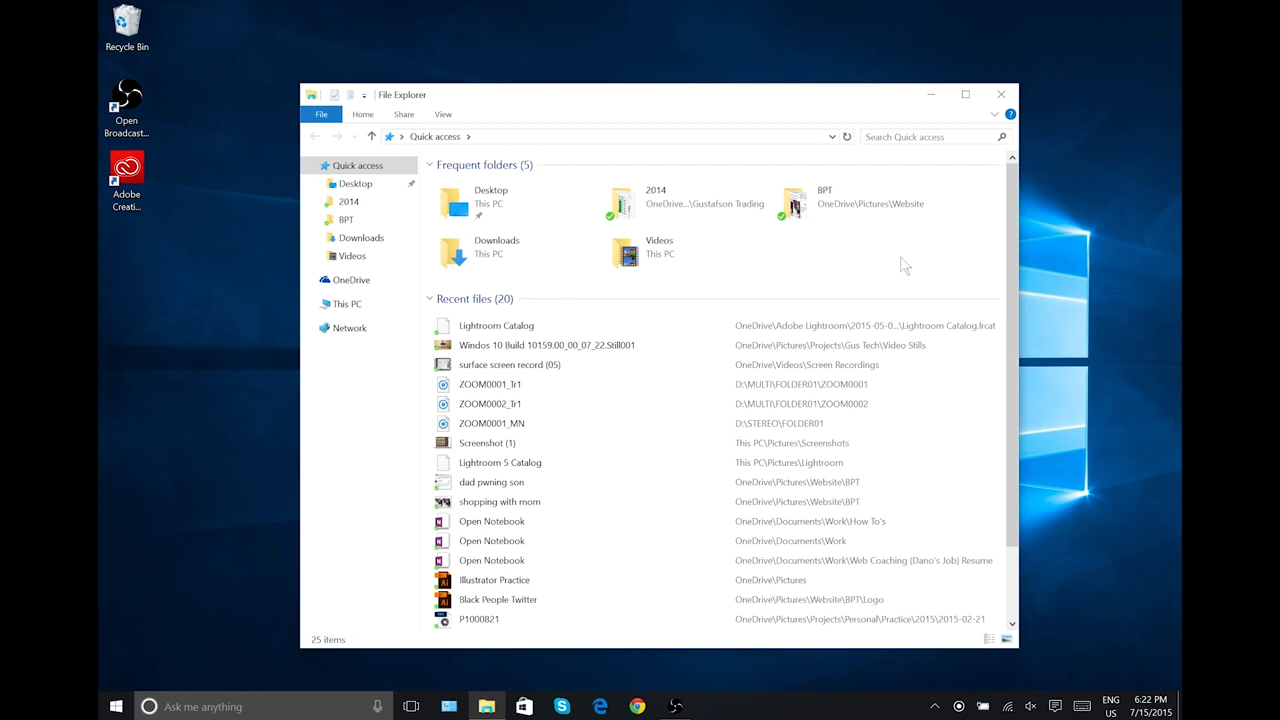 Recycle Bin
Open
Broadcast...
Adobe
Creati...
File Explorer
File Home Share View
Quick access
Search Quick access
Quick access
Desktop
2014
BPT
Downloads
Videos
OneDrive
This PC
Network
Frequent folders (5)
Desktop
This PC
2014
OneDrive...\Gustafson Trading
BPT
OneDrive\Pictures\Website
Downloads
This PC
Videos
This PC
Recent files (20)
Lightroom Catalog OneDrive\Adobe Lightroom\2015-05-0...\Lightroom Catalog.lrcat
Windos 10 Build 10159.00_00_07_22.Still001 OneDrive\Pictures\Projects\Gus Tech\Video Stills
surface screen record (05) OneDrive\Videos\Screen Recordings
ZOOM0001_Tr1 D:\MULTI\FOLDER01\ZOOM0001
ZOOM0002_Tr1 D:\MULTI\FOLDER01\ZOOM0002
ZOOM0001_MN D:\STEREO\FOLDER01
Screenshot (1) This PC\Pictures\Screenshots
Lightroom 5 Catalog This PC\Pictures\Lightroom
dad pwning son OneDrive\Pictures\Website\BPT
shopping with mom OneDrive\Pictures\Website\BPT
Open Notebook OneDrive\Documents\Work\How To's
Open Notebook OneDrive\Documents\Work
Open Notebook OneDrive\Documents\Work\Web Coaching (Dano's Job) Resume
Illustrator Practice OneDrive\Pictures
Black People Twitter OneDrive\Pictures\Website\BPT\Logo
P1000821 OneDrive\Pictures\Projects\Personal\Practice\2015\2015-02-21
25 items
Ask me anything
ENG
US
6:22 PM
7/15/2015